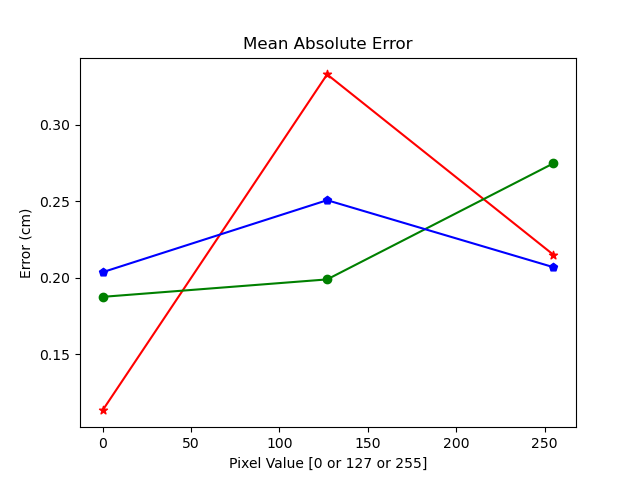 Mean Absolute Error
Error (cm)
0.30
0.25
0.20
0.15
0 50 100 150 200 250
Pixel Value [0 or 127 or 255]